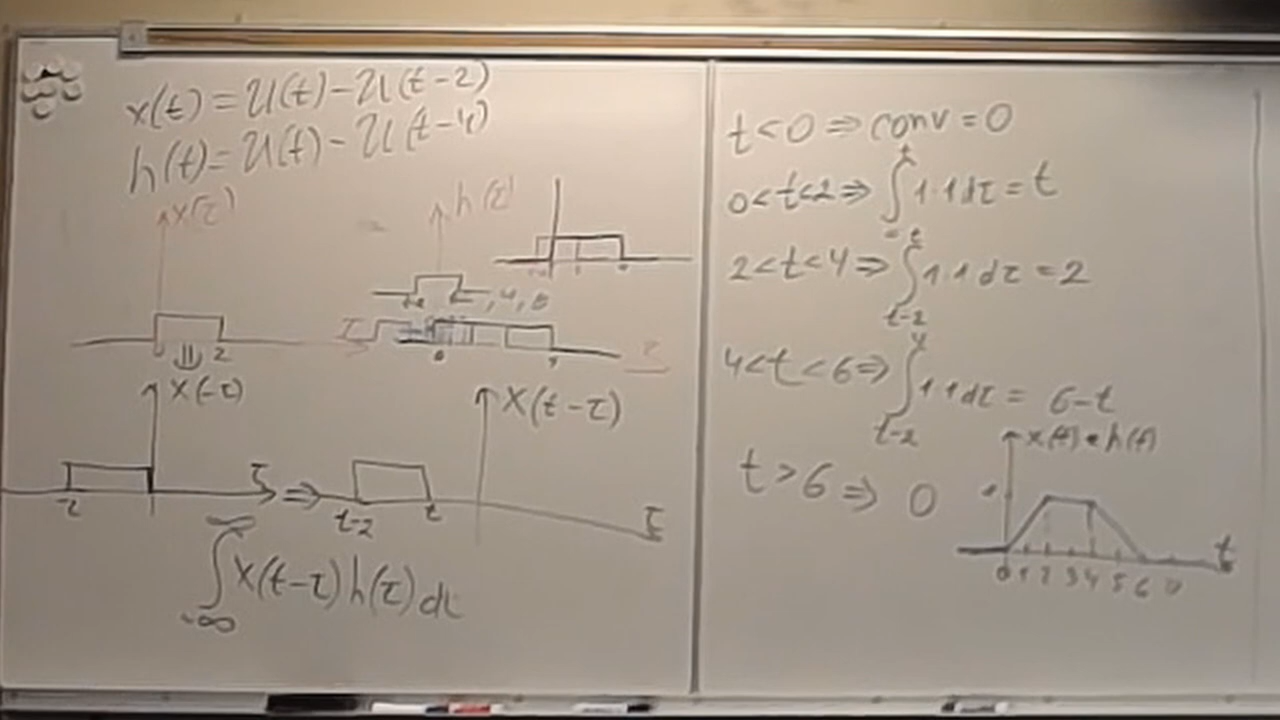 x(t) = U(t) - U(t-2)
h(t) = U(t) - U(t-4)
x(τ)
h(τ)
0 2
0
x(-τ)
-2
τ
⇒
x(t-τ)
t-2 t
τ
∫ x(t-τ) h(τ) dτ
-∞
t<0 ⇒ conv = 0
0<t<2 ⇒ ∫ 1·1 dτ = t
t
2<t<4 ⇒ ∫ 1·1 dτ = 2
t-2
4
4<t<6 ⇒ ∫ 1·1 dτ = 6-t
t-2
t>6 ⇒ 0
x(t) * h(t)
t
0 1 2 3 4 5 6